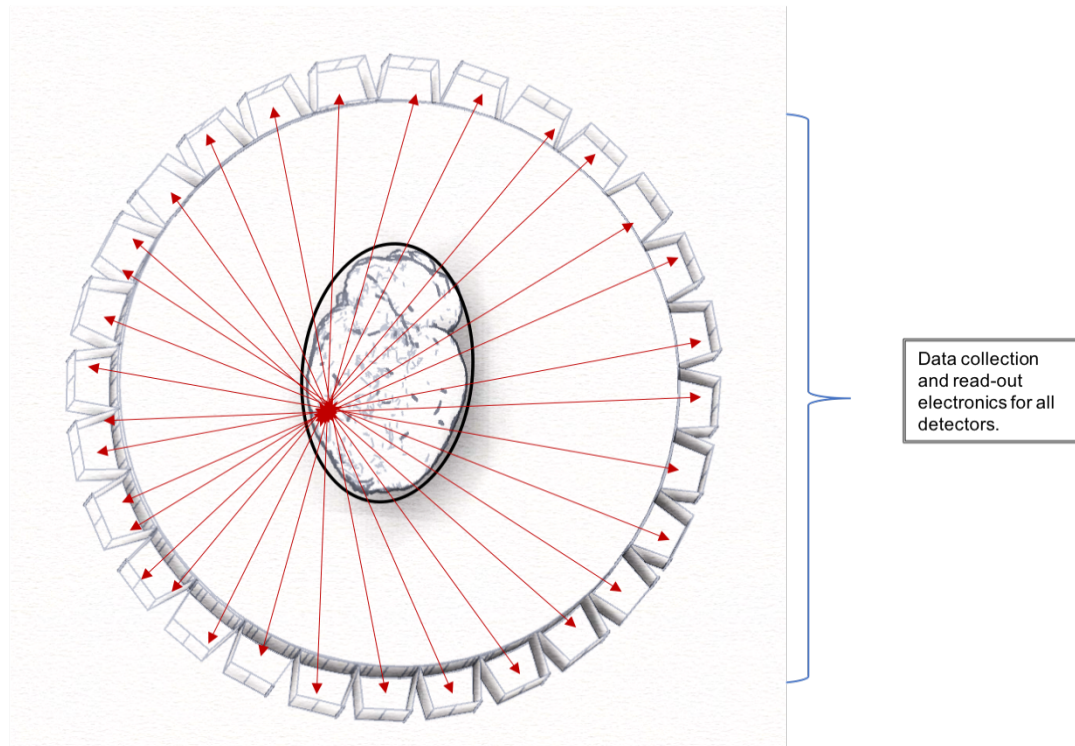 Data collection
and read-out
electronics for all
detectors.